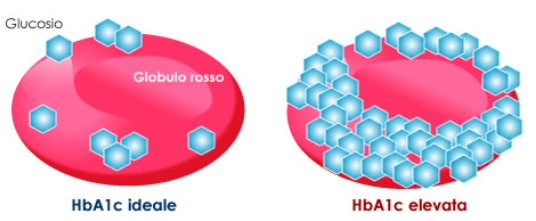 Glucosio
Globulo rosso
HbA1c ideale
HbA1c elevata